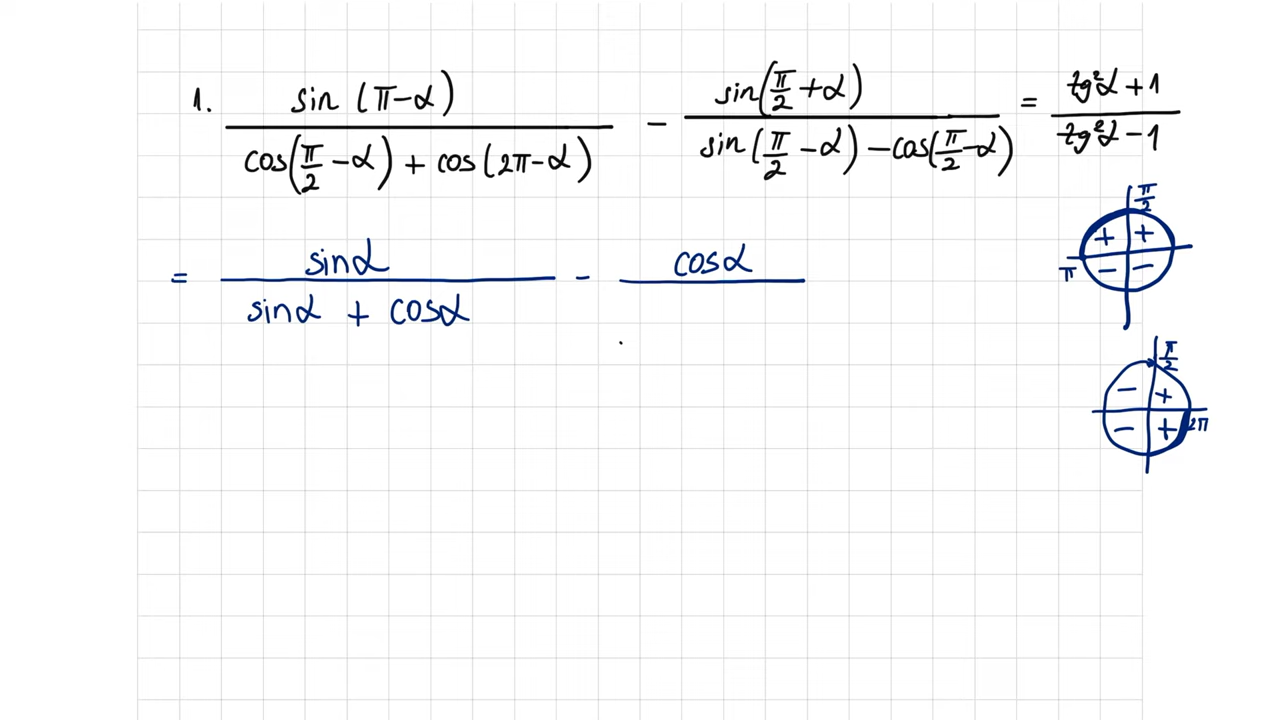 1. sin (π-α) / cos(π/2 -α) + cos(2π-α) - sin(π/2 +α) / sin(π/2 -α) - cos(π/2 -α) = tg²α + 1 / tg²α - 1
= sinα / sinα + cosα - cosα
π/2
+ +
π - -
π/2
- +
- + 2π